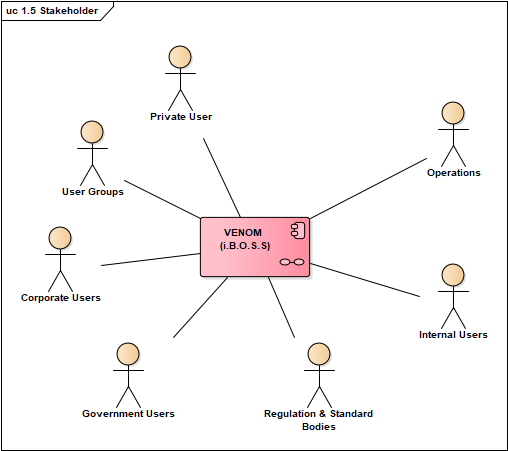 uc 1.5 Stakeholder
Private User
Operations
User Groups
VENOM
(i.B.O.S.S)
Corporate Users
Internal Users
Government Users
Regulation & Standard
Bodies